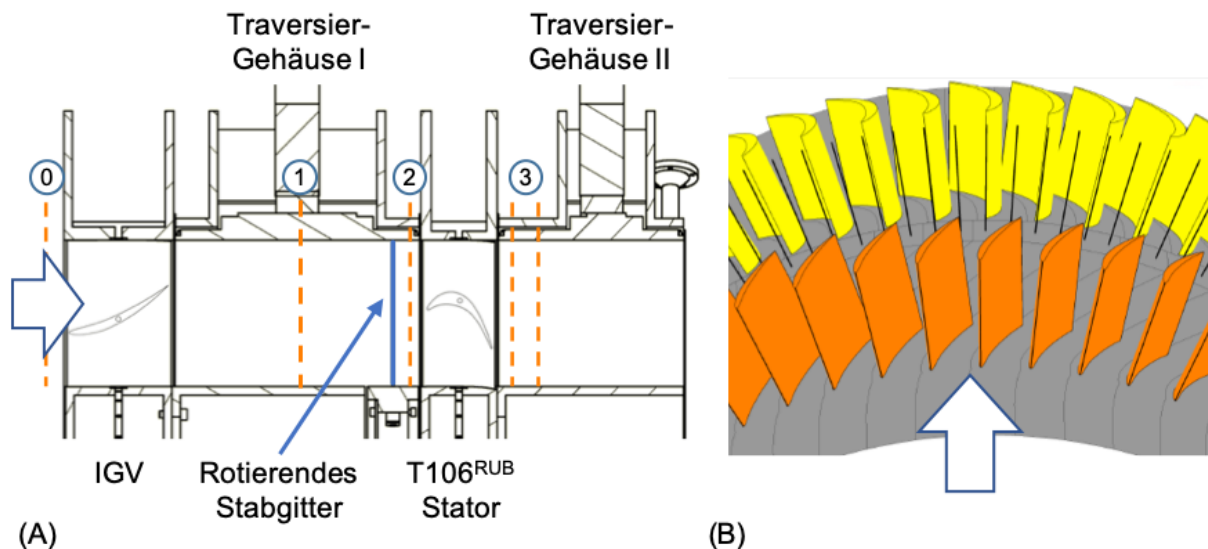 Traversier-
Gehäuse I
Traversier-
Gehäuse II
0
1
2
3
IGV
Rotierendes
Stabgitter
T106RUB
Stator
(A)
(B)